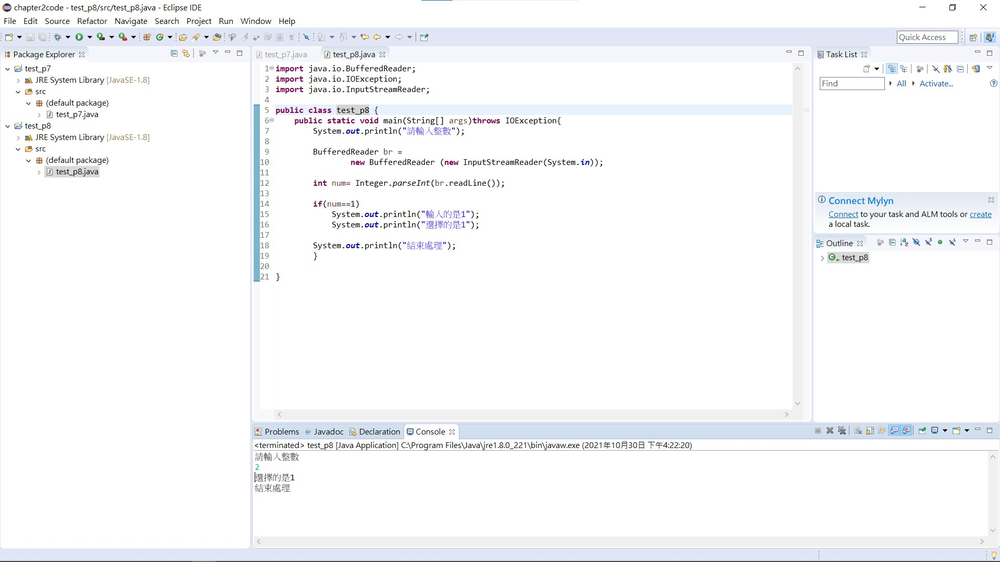 chapter2code - test_p8/src/test_p8.java - Eclipse IDE
File Edit Source Refactor Navigate Search Project Run Window Help
Quick Access
Package Explorer
test_p7
JRE System Library [JavaSE-1.8]
src
(default package)
test_p7.java
test_p8
JRE System Library [JavaSE-1.8]
src
(default package)
test_p8.java
test_p7.java test_p8.java
1 import java.io.BufferedReader;
2 import java.io.IOException;
3 import java.io.InputStreamReader;
4
5 public class test_p8 {
6 public static void main(String[] args)throws IOException{
7 System.out.println("請輸入整數");
8
9 BufferedReader br =
10 new BufferedReader (new InputStreamReader(System.in));
11
12 int num= Integer.parseInt(br.readLine());
13
14 if(num==1)
15 System.out.println("輸入的是1");
16 System.out.println("選擇的是1");
17
18 System.out.println("結束處理");
19 }
20
21 }
Task List
Find All Activate...
Connect Mylyn
Connect to your task and ALM tools or create
a local task.
Outline
test_p8
Problems @ Javadoc Declaration Console
<terminated> test_p8 [Java Application] C:\Program Files\Java\jre1.8.0_221\bin\javaw.exe (2021年10月30日 下午4:22:20)
請輸入整數
2
選擇的是1
結束處理